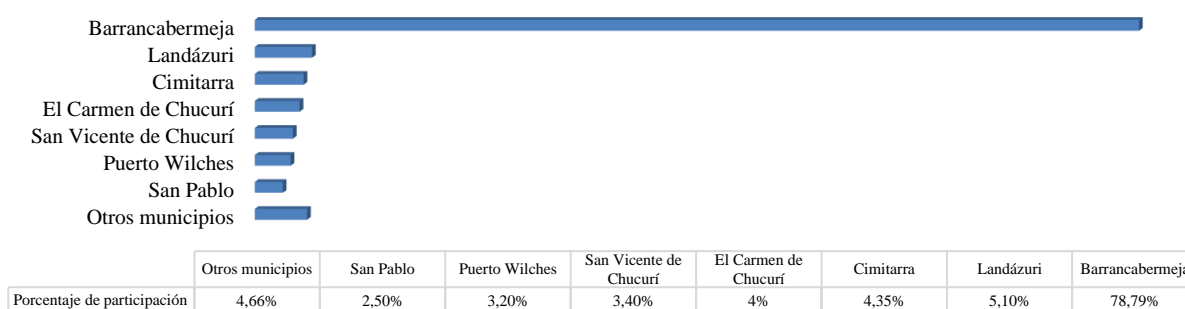 Barrancabermeja
Landázuri
Cimitarra
El Carmen de Chucurí
San Vicente de Chucurí
Puerto Wilches
San Pablo
Otros municipios
Otros municipios San Pablo Puerto Wilches San Vicente de Chucurí El Carmen de Chucurí Cimitarra Landázuri Barrancabermeja
Porcentaje de participación 4,66% 2,50% 3,20% 3,40% 4% 4,35% 5,10% 78,79%